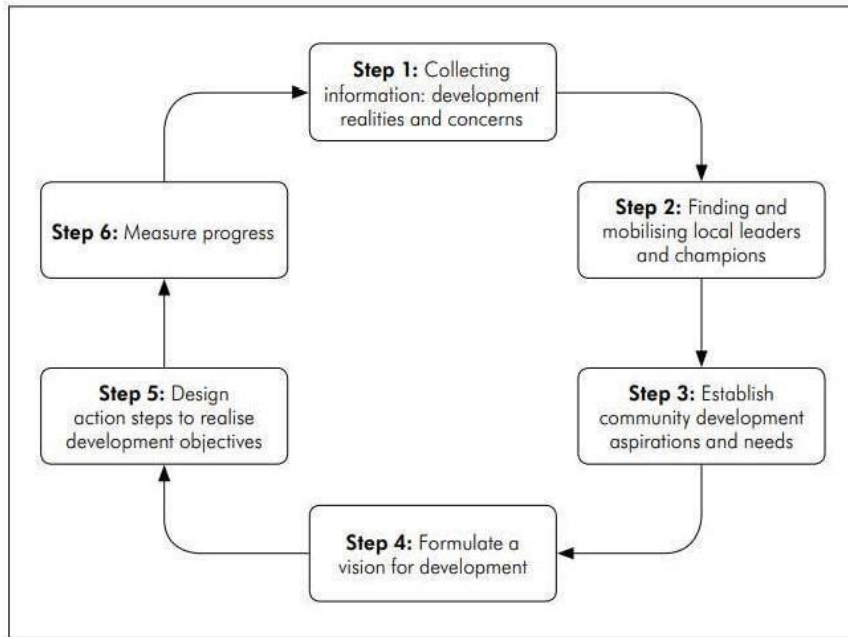 Step 1: Collecting
information: development
realities and concerns
Step 2: Finding and
mobilising local leaders
and champions
Step 3: Establish
community development
aspirations and needs
Step 4: Formulate a
vision for development
Step 5: Design
action steps to realise
development objectives
Step 6: Measure progress